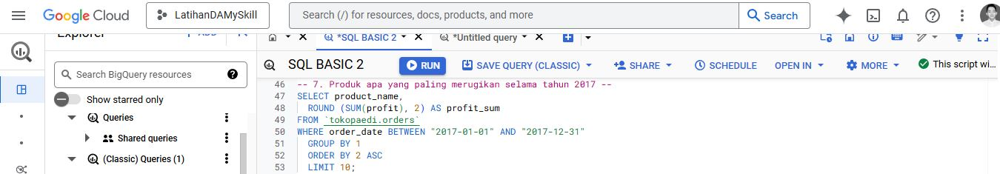 Google Cloud
LatihanDAMySkill
Search (/) for resources, docs, products, and more
Search
Explorer
+ ADD
*SQL BASIC 2
*Untitled query
SQL BASIC 2
RUN
SAVE QUERY (CLASSIC)
SHARE
SCHEDULE
OPEN IN
MORE
This script wi...
Search BigQuery resources
Show starred only
Queries
Shared queries
(Classic) Queries (1)
46 -- 7. Produk apa yang paling merugikan selama tahun 2017 --
47 SELECT product_name,
48 ROUND (SUM(profit), 2) AS profit_sum
49 FROM `tokopaedi.orders`
50 WHERE order_date BETWEEN "2017-01-01" AND "2017-12-31"
51 GROUP BY 1
52 ORDER BY 2 ASC
53 LIMIT 10;